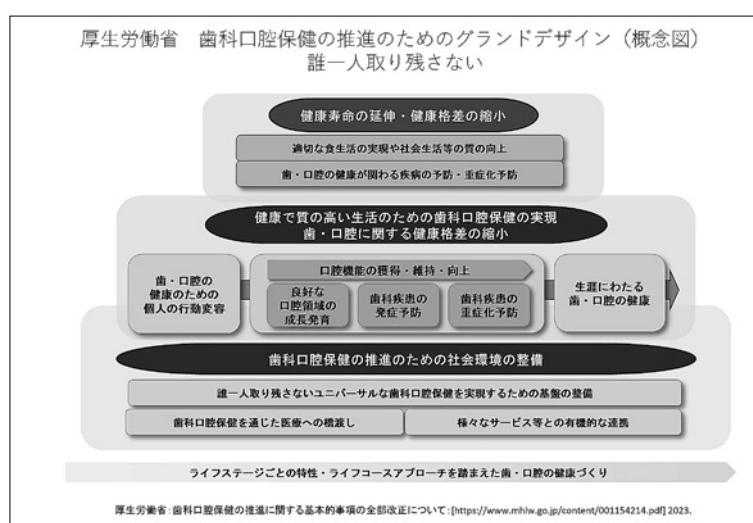 厚生労働省　歯科口腔保健の推進のためのグランドデザイン（概念図）
誰一人取り残さない
健康寿命の延伸・健康格差の縮小
適切な食生活の実現や社会生活等の質の向上
歯・口腔の健康が関わる疾病の予防・重症化予防
健康で質の高い生活のための歯科口腔保健の実現
歯・口腔に関する健康格差の縮小
歯・口腔の
健康のための
個人の行動変容
口腔機能の獲得・維持・向上
良好な
口腔領域の
成長発育
歯科疾患の
発症予防
歯科疾患の
重症化予防
生涯にわたる
歯・口腔の健康
歯科口腔保健の推進のための社会環境の整備
誰一人取り残さないユニバーサルな歯科口腔保健を実現するための基盤の整備
歯科口腔保健を通じた医療への橋渡し
様々なサービス等との有機的な連携
ライフステージごとの特性・ライフコースアプローチを踏まえた歯・口腔の健康づくり
厚生労働省：歯科口腔保健の推進に関する基本的事項の全部改正について：[https://www.mhlw.go.jp/content/001154214.pdf] 2023.